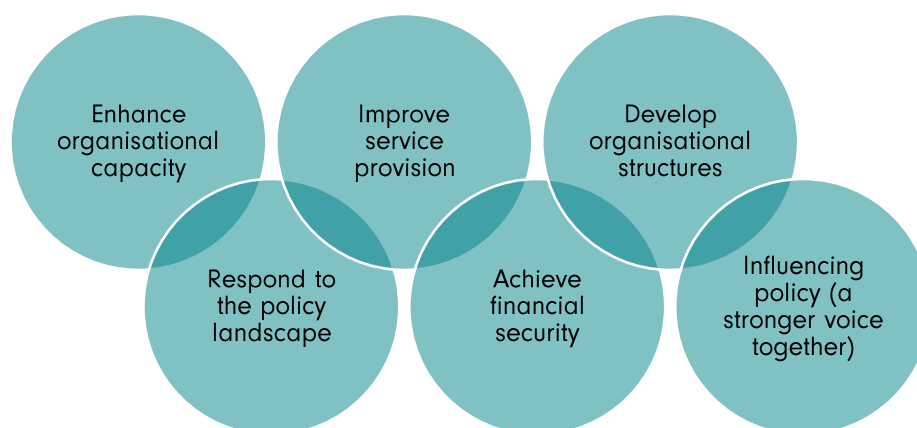 Enhance
organisational
capacity
Improve
service
provision
Develop
organisational
structures
Respond to
the policy
landscape
Achieve
financial
security
Influencing
policy (a
stronger voice
together)